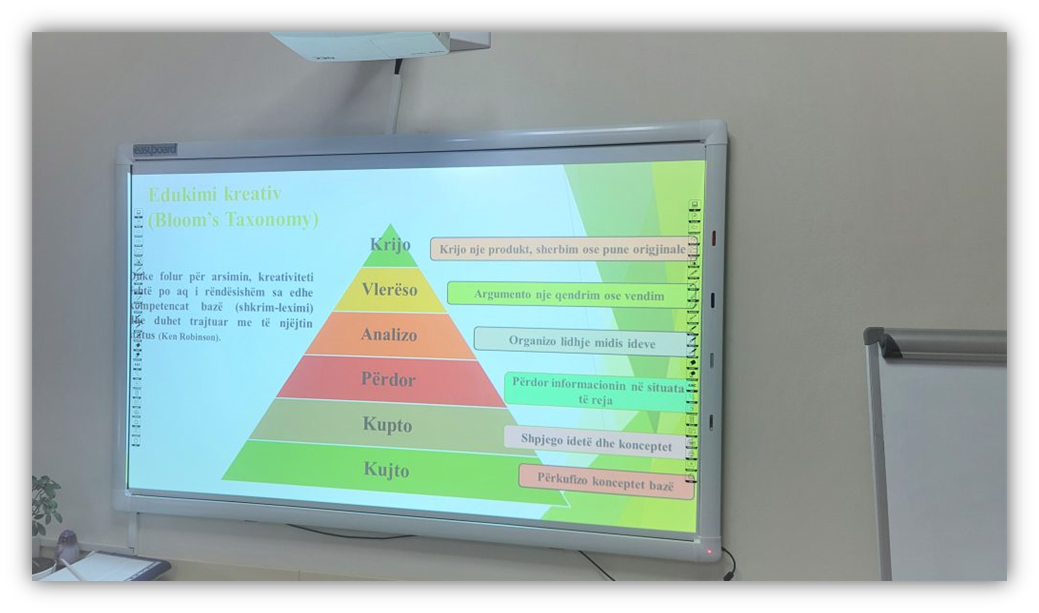 easyboard
Edukimi kreativ
(Bloom's Taxonomy)
Duke folur për arsimin, kreativiteti
është po aq i rëndësishëm sa edhe
kompetencat bazë (shkrim-leximi)
dhe duhet trajtuar me të njëjtin
status (Ken Robinson).
Krijo
Krijo nje produkt, sherbim ose pune origjinale
Vlerëso
Argumento nje qendrim ose vendim
Analizo
Organizo lidhje midis ideve
Përdor
Përdor informacionin në situata
të reja
Kupto
Shpjego idetë dhe konceptet
Kujto
Përkufizo konceptet bazë